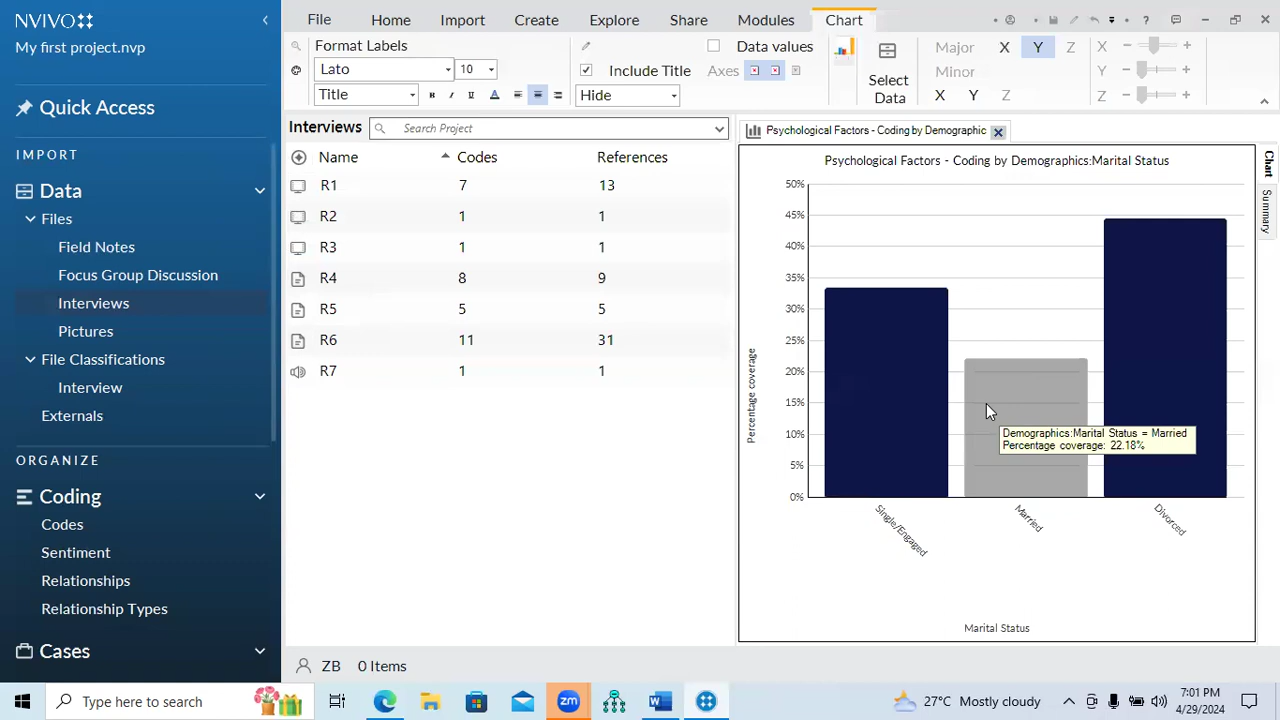 NVIVO
My first project.nvp
Quick Access
IMPORT
Data
Files
Field Notes
Focus Group Discussion
Interviews
Pictures
File Classifications
Interview
Externals
ORGANIZE
Coding
Codes
Sentiment
Relationships
Relationship Types
Cases
File Home Import Create Explore Share Modules Chart
Format Labels
Lato 10
Title
B I U A
Data values
Include Title
Hide
Axes
Select Data
Major X Y Z
Minor X Y Z
X
Y
Z
Interviews Search Project
Name Codes References
R1 7 13
R2 1 1
R3 1 1
R4 8 9
R5 5 5
R6 11 31
R7 1 1
Psychological Factors - Coding by Demographic
Chart
Summary
Psychological Factors - Coding by Demographics:Marital Status
50%
45%
40%
35%
30%
25%
20%
15%
10%
5%
0%
Percentage coverage
Demographics:Marital Status = Married
Percentage coverage: 22.18%
Single/Engaged Married Divorced
Marital Status
ZB 0 Items
Type here to search
zm
27°C Mostly cloudy
7:01 PM
4/29/2024